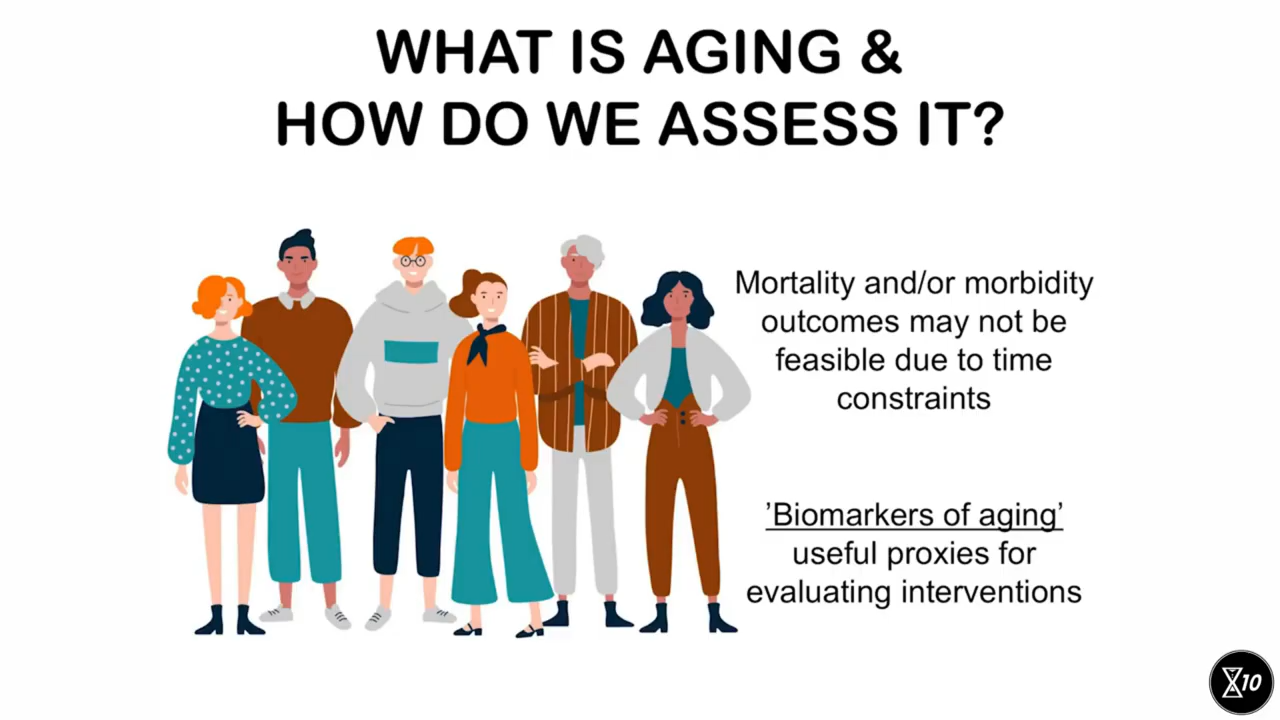 WHAT IS AGING &
HOW DO WE ASSESS IT?
Mortality and/or morbidity
outcomes may not be
feasible due to time
constraints
’Biomarkers of aging’
useful proxies for
evaluating interventions
10